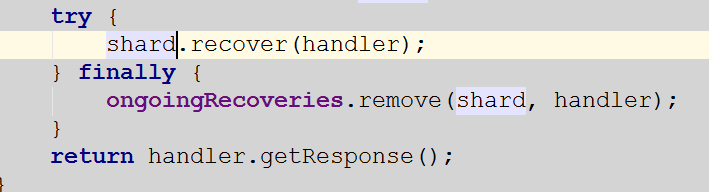 try {
shard.recover(handler);
} finally {
ongoingRecoveries.remove(shard, handler);
}
return handler.getResponse();
}